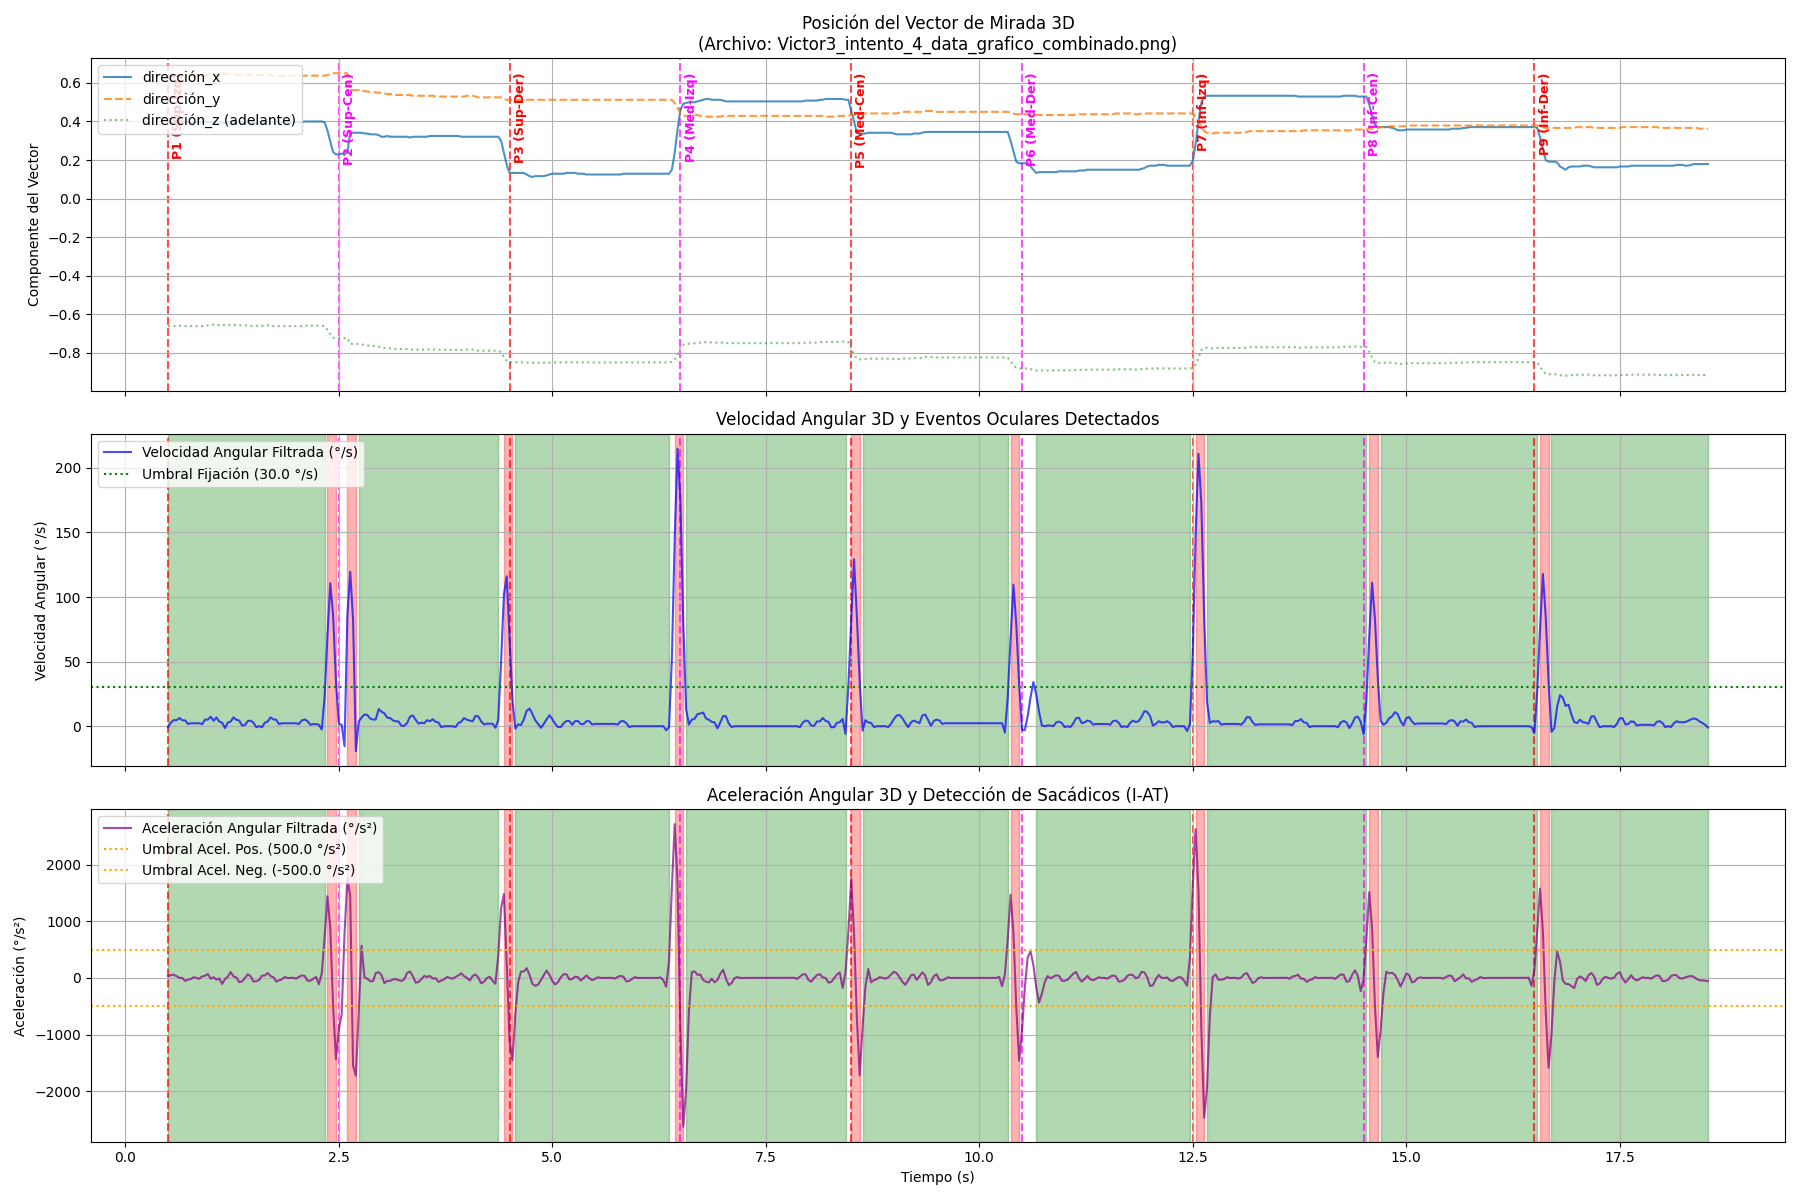 Posición del Vector de Mirada 3D
(Archivo: Victor3_intento_4_data_grafico_combinado.png)
Componente del Vector
0.6
0.4
0.2
0.0
−0.2
−0.4
−0.6
−0.8
dirección_x
dirección_y
dirección_z (adelante)
P1 (Sup-Izq)
P2 (Sup-Cen)
P3 (Sup-Der)
P4 (Med-Izq)
P5 (Med-Cen)
P6 (Med-Der)
P7 (Inf-Izq)
P8 (Inf-Cen)
P9 (Inf-Der)
Velocidad Angular 3D y Eventos Oculares Detectados
Velocidad Angular (°/s)
200
150
100
50
0
Velocidad Angular Filtrada (°/s)
Umbral Fijación (30.0 °/s)
Aceleración Angular 3D y Detección de Sacádicos (I-AT)
Aceleración (°/s²)
2000
1000
0
−1000
−2000
Aceleración Angular Filtrada (°/s²)
Umbral Acel. Pos. (500.0 °/s²)
Umbral Acel. Neg. (-500.0 °/s²)
0.0
2.5
5.0
7.5
10.0
12.5
15.0
17.5
Tiempo (s)